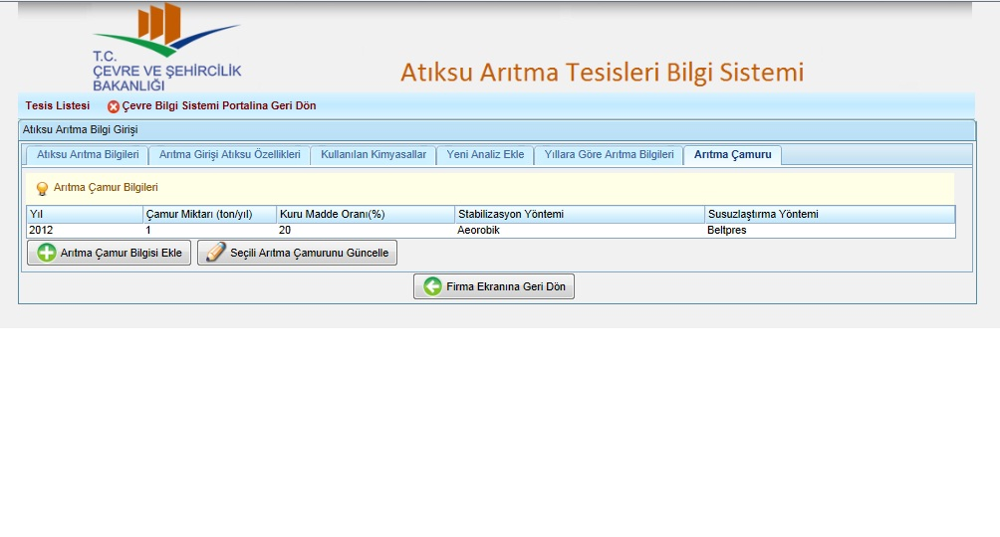 T.C.
ÇEVRE VE ŞEHİRCİLİK
BAKANLIĞI
Atıksu Arıtma Tesisleri Bilgi Sistemi
Tesis Listesi Çevre Bilgi Sistemi Portalina Geri Dön
Atıksu Arıtma Bilgi Girişi
Atıksu Arıtma Bilgileri Arıtma Girişi Atıksu Özellikleri Kullanılan Kimyasallar Yeni Analiz Ekle Yıllara Göre Arıtma Bilgileri Arıtma Çamuru
Arıtma Çamur Bilgileri
Yıl Çamur Miktarı (ton/yıl) Kuru Madde Oranı(%) Stabilizasyon Yöntemi Susuzlaştırma Yöntemi
2012 1 20 Aeorobik Beltpres
Arıtma Çamur Bilgisi Ekle Seçili Arıtma Çamurunu Güncelle
Firma Ekranına Geri Dön